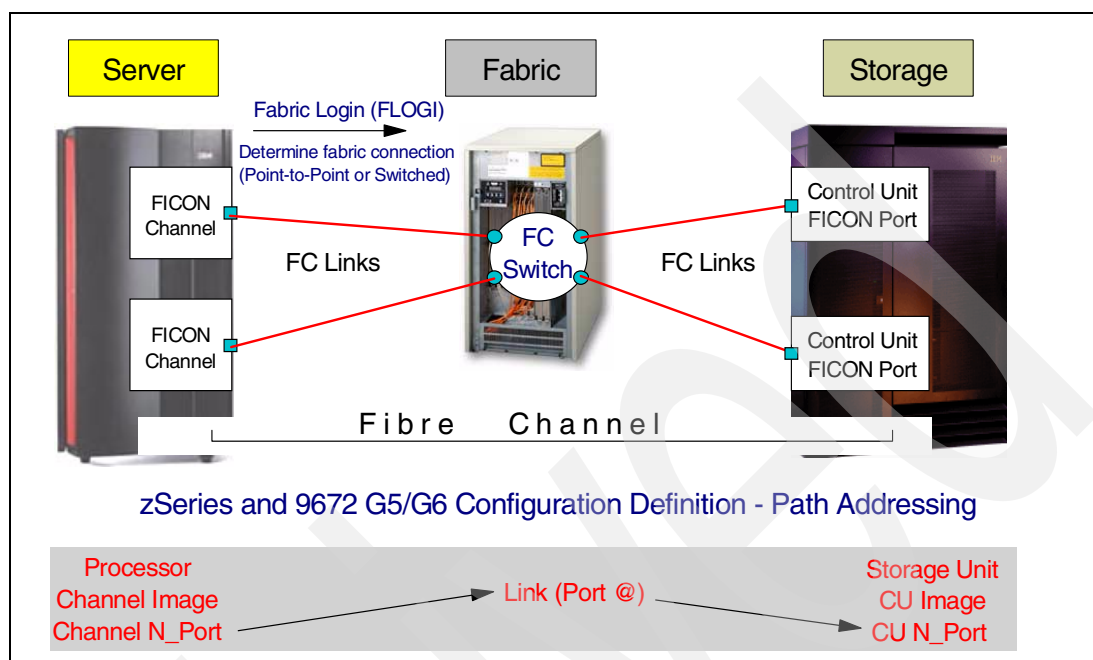 Server
Fabric
Storage
Fabric Login (FLOGI)
Determine fabric connection
(Point-to-Point or Switched)
FICON
Channel
FC Links
FC
Switch
FC Links
Control Unit
FICON Port
FICON
Channel
Control Unit
FICON Port
Fibre Channel
zSeries and 9672 G5/G6 Configuration Definition - Path Addressing
Processor
Channel Image
Channel N_Port
Link (Port @)
Storage Unit
CU Image
CU N_Port